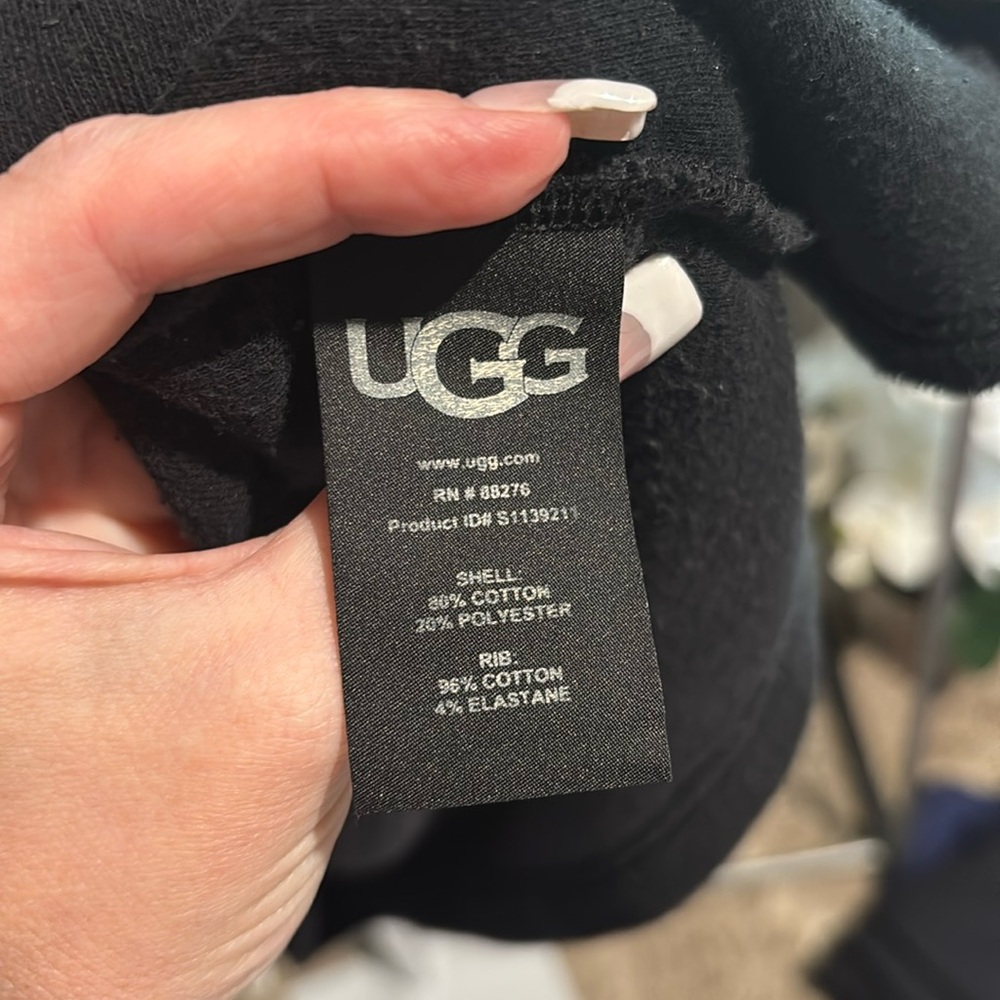 UGG
www.ugg.com
RN # 88276
Product ID# S1139211
SHELL:
80% COTTON
20% POLYESTER
RIB:
96% COTTON
4% ELASTANE